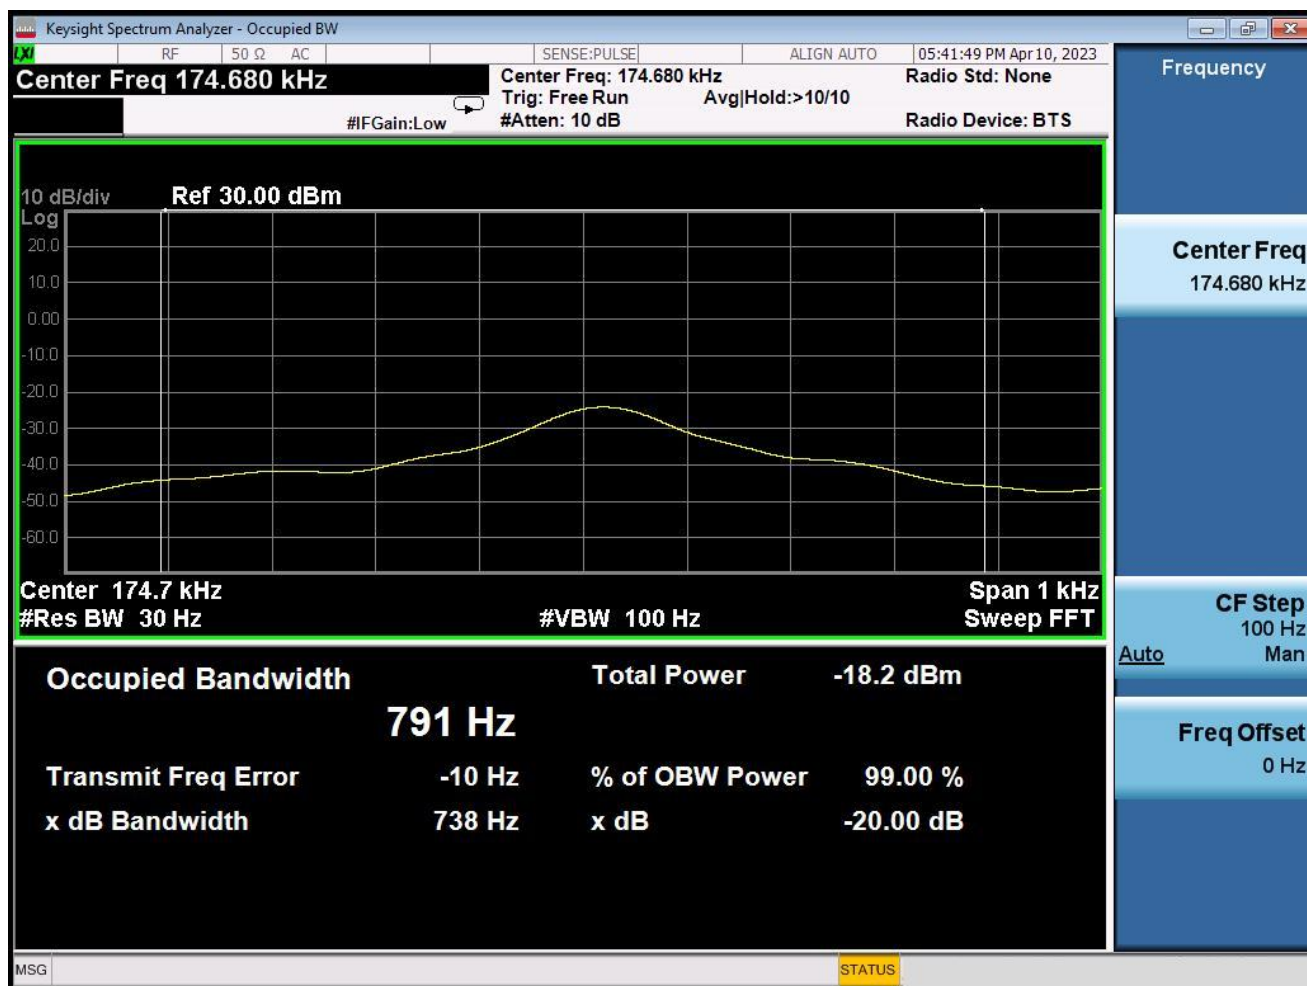 Keysight Spectrum Analyzer - Occupied BW
LXI RF 50 Ω AC SENSE:PULSE ALIGN AUTO 05:41:49 PM Apr 10, 2023
Center Freq 174.680 kHz
Center Freq: 174.680 kHz Radio Std: None
Trig: Free Run Avg|Hold:>10/10
#IFGain:Low #Atten: 10 dB Radio Device: BTS
10 dB/div Ref 30.00 dBm
Log
20.0
10.0
0.00
-10.0
-20.0
-30.0
-40.0
-50.0
-60.0
Center 174.7 kHz Span 1 kHz
#Res BW 30 Hz #VBW 100 Hz Sweep FFT
Occupied Bandwidth Total Power -18.2 dBm
791 Hz
Transmit Freq Error -10 Hz % of OBW Power 99.00 %
x dB Bandwidth 738 Hz x dB -20.00 dB
MSG STATUS
Frequency
Center Freq
174.680 kHz
CF Step
100 Hz
Auto Man
Freq Offset
0 Hz